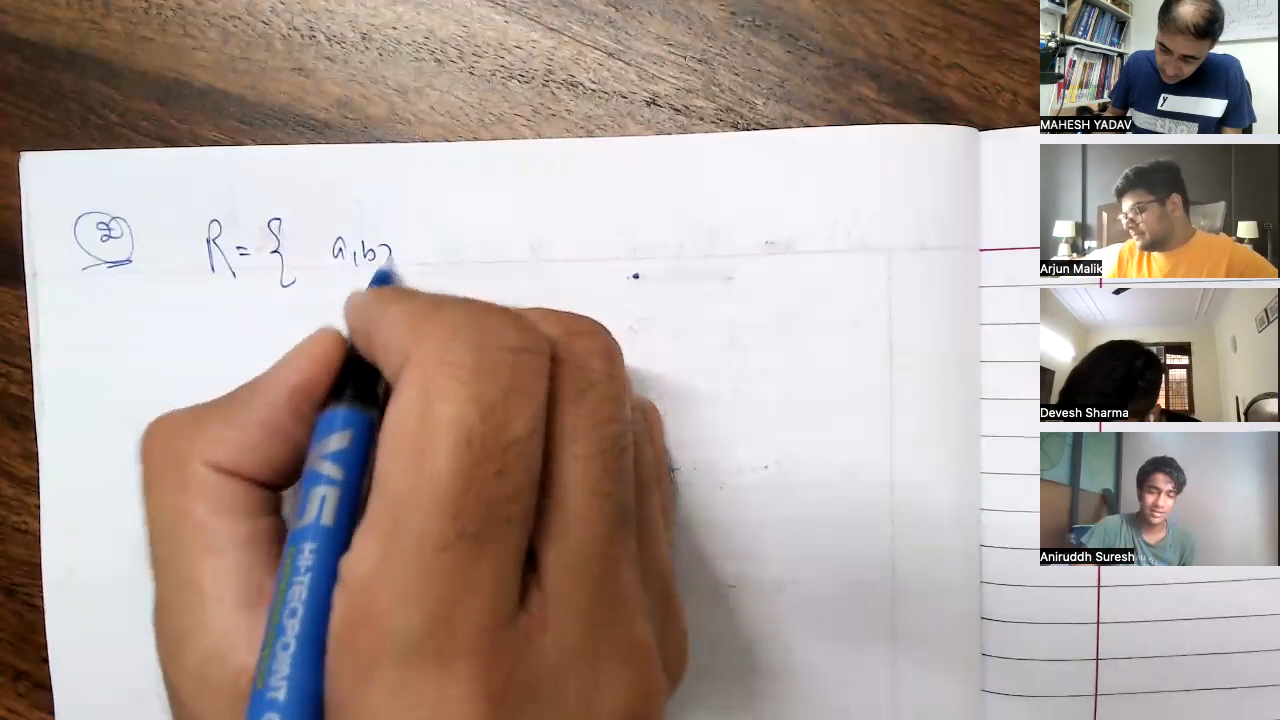 ② R = { a,b
V5 HI-TECPOINT
MAHESH YADAV
Arjun Malik
Devesh Sharma
Aniruddh Suresh